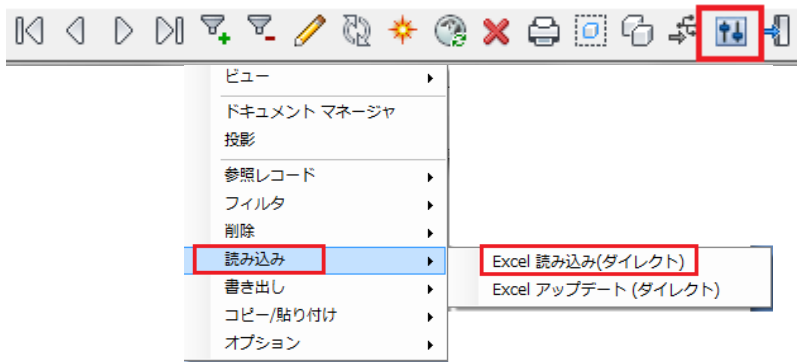 ビュー
ドキュメント マネージャ
投影
参照レコード
フィルタ
削除
読み込み
Excel 読み込み(ダイレクト)
書き出し
Excel アップデート (ダイレクト)
コピー/貼り付け
オプション